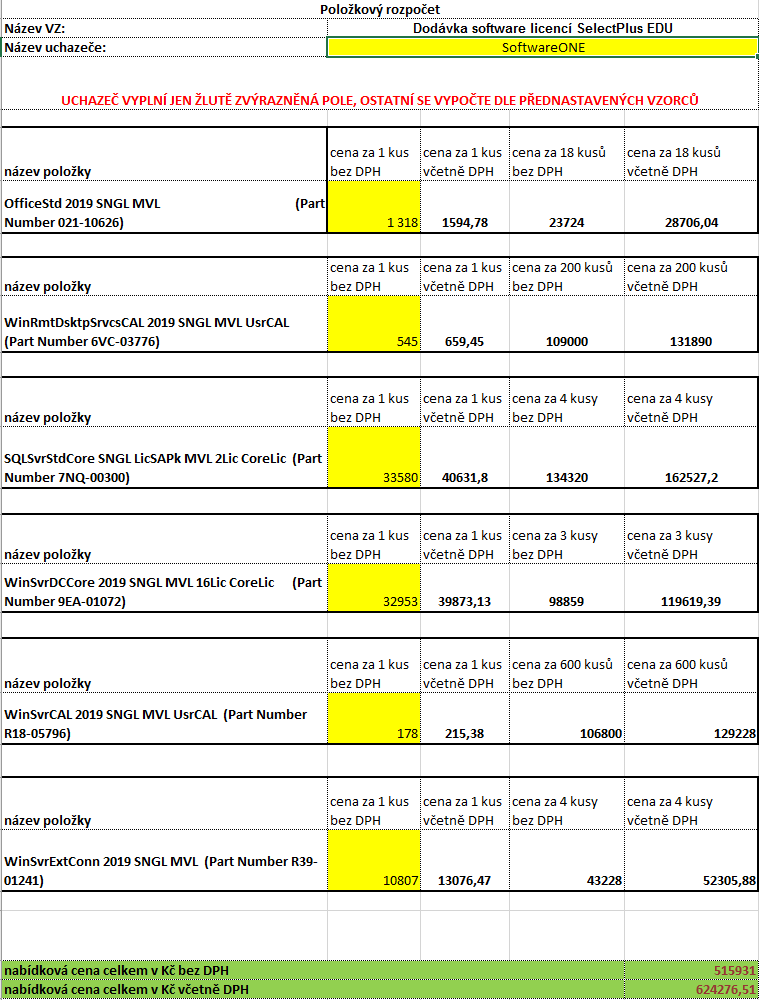 Položkový rozpočet
Název VZ: Dodávka software licencí SelectPlus EDU
Název uchazeče: SoftwareONE
UCHAZEČ VYPLNÍ JEN ŽLUTĚ ZVÝRAZNĚNÁ POLE, OSTATNÍ SE VYPOČTE DLE PŘEDNASTAVENÝCH VZORCŮ
cena za 1 kus cena za 1 kus cena za 18 kusů cena za 18 kusů
název položky bez DPH včetně DPH bez DPH včetně DPH
OfficeStd 2019 SNGL MVL (Part
Number 021-10626) 1 318 1594,78 23724 28706,04
cena za 1 kus cena za 1 kus cena za 200 kusů cena za 200 kusů
název položky bez DPH včetně DPH bez DPH včetně DPH
WinRmtDsktpSrvcsCAL 2019 SNGL MVL UsrCAL
(Part Number 6VC-03776) 545 659,45 109000 131890
cena za 1 kus cena za 1 kus cena za 4 kusy cena za 4 kusy
název položky bez DPH včetně DPH bez DPH včetně DPH
SQLSvrStdCore SNGL LicSAPk MVL 2Lic CoreLic (Part
Number 7NQ-00300) 33580 40631,8 134320 162527,2
cena za 1 kus cena za 1 kus cena za 3 kusy cena za 3 kusy
název položky bez DPH včetně DPH bez DPH včetně DPH
WinSvrDCCore 2019 SNGL MVL 16Lic CoreLic (Part
Number 9EA-01072) 32953 39873,13 98859 119619,39
cena za 1 kus cena za 1 kus cena za 600 kusů cena za 600 kusů
název položky bez DPH včetně DPH bez DPH včetně DPH
WinSvrCAL 2019 SNGL MVL UsrCAL (Part Number
R18-05796) 178 215,38 106800 129228
cena za 1 kus cena za 1 kus cena za 4 kusy cena za 4 kusy
název položky bez DPH včetně DPH bez DPH včetně DPH
WinSvrExtConn 2019 SNGL MVL (Part Number R39-
01241) 10807 13076,47 43228 52305,88
nabídková cena celkem v Kč bez DPH 515931
nabídková cena celkem v Kč včetně DPH 624276,51